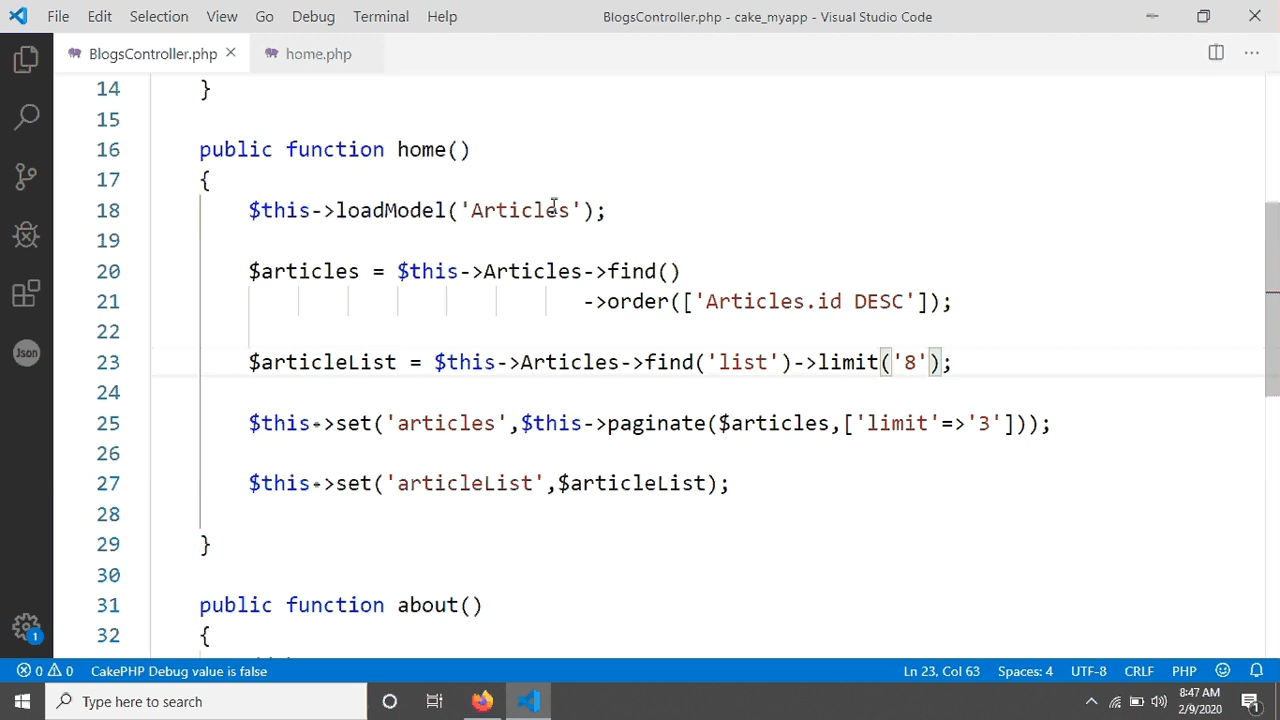 File Edit Selection View Go Debug Terminal Help BlogsController.php - cake_myapp - Visual Studio Code
BlogsController.php home.php
14 }
15
16 public function home()
17 {
18 $this->loadModel('Articles');
19
20 $articles = $this->Articles->find()
21 ->order(['Articles.id DESC']);
22
23 $articleList = $this->Articles->find('list')->limit('8');
24
25 $this->set('articles',$this->paginate($articles,['limit'=>'3']));
26
27 $this->set('articleList',$articleList);
28
29 }
30
31 public function about()
32 {
Json
1
0 0 CakePHP Debug value is false Ln 23, Col 63 Spaces: 4 UTF-8 CRLF PHP
Type here to search 8:47 AM
2/9/2020 1